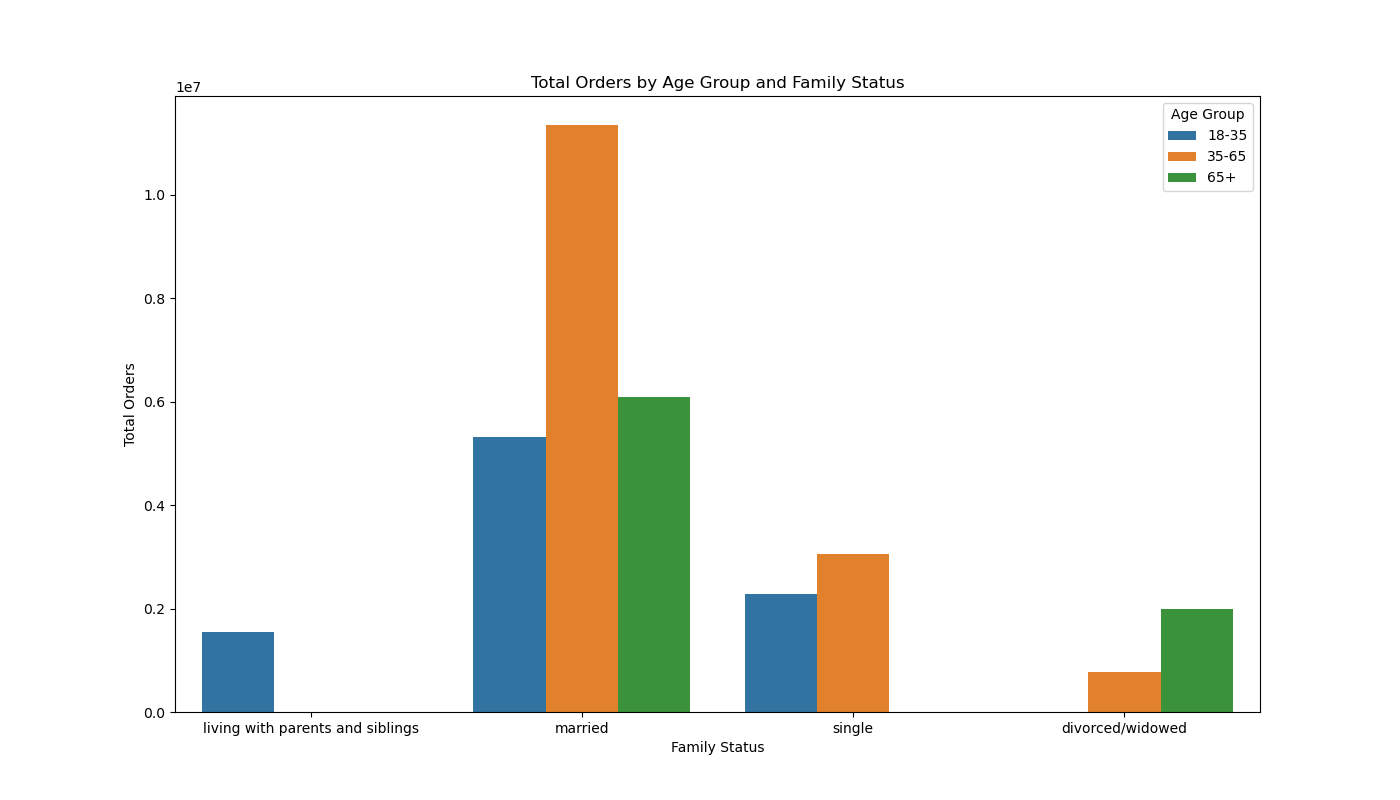 Total Orders by Age Group and Family Status
1e7
Age Group
18-35
35-65
65+
1.0
0.8
0.6
0.4
0.2
0.0
Total Orders
living with parents and siblings
married
single
divorced/widowed
Family Status